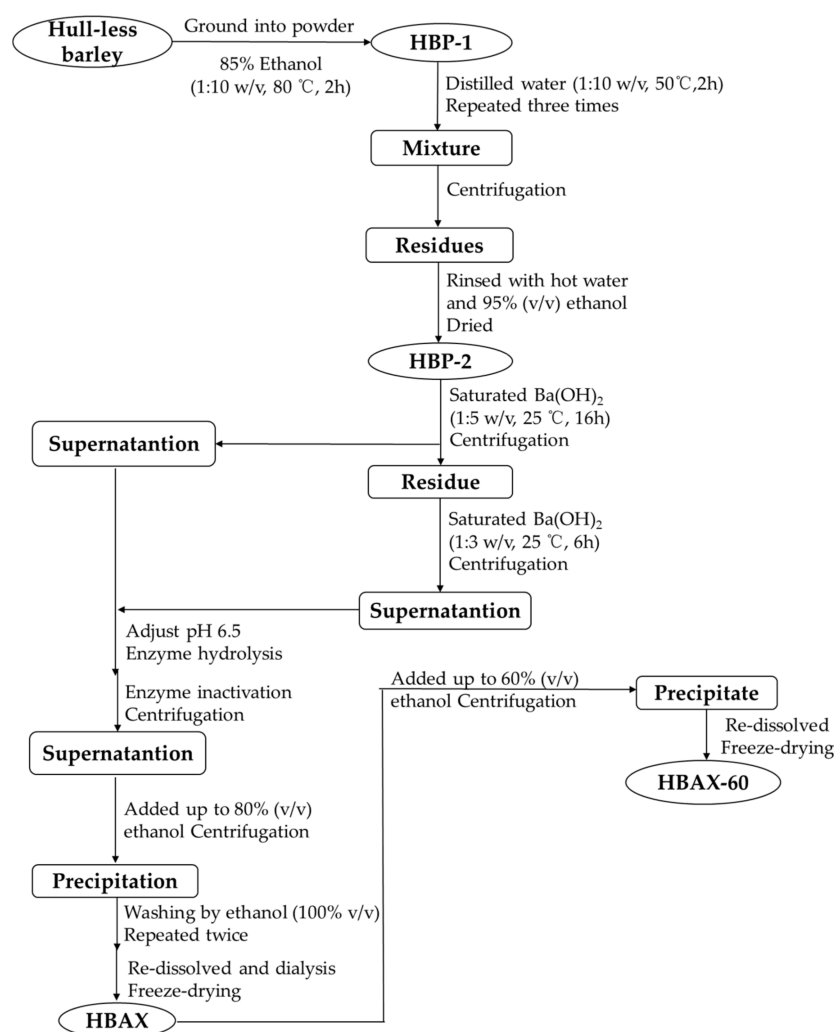 Hull-less
barley
Ground into powder
85% Ethanol
(1:10 w/v, 80 ℃, 2h)
HBP-1
Distilled water (1:10 w/v, 50℃,2h)
Repeated three times
Mixture
Centrifugation
Residues
Rinsed with hot water
and 95% (v/v) ethanol
Dried
HBP-2
Saturated Ba(OH)₂
(1:5 w/v, 25 ℃, 16h)
Centrifugation
Supernatantion
Residue
Saturated Ba(OH)₂
(1:3 w/v, 25 ℃, 6h)
Centrifugation
Supernatantion
Adjust pH 6.5
Enzyme hydrolysis
Enzyme inactivation
Centrifugation
Supernatantion
Added up to 80% (v/v)
ethanol Centrifugation
Precipitation
Washing by ethanol (100% v/v)
Repeated twice
Re-dissolved and dialysis
Freeze-drying
HBAX
Added up to 60% (v/v)
ethanol Centrifugation
Precipitate
Re-dissolved
Freeze-drying
HBAX-60